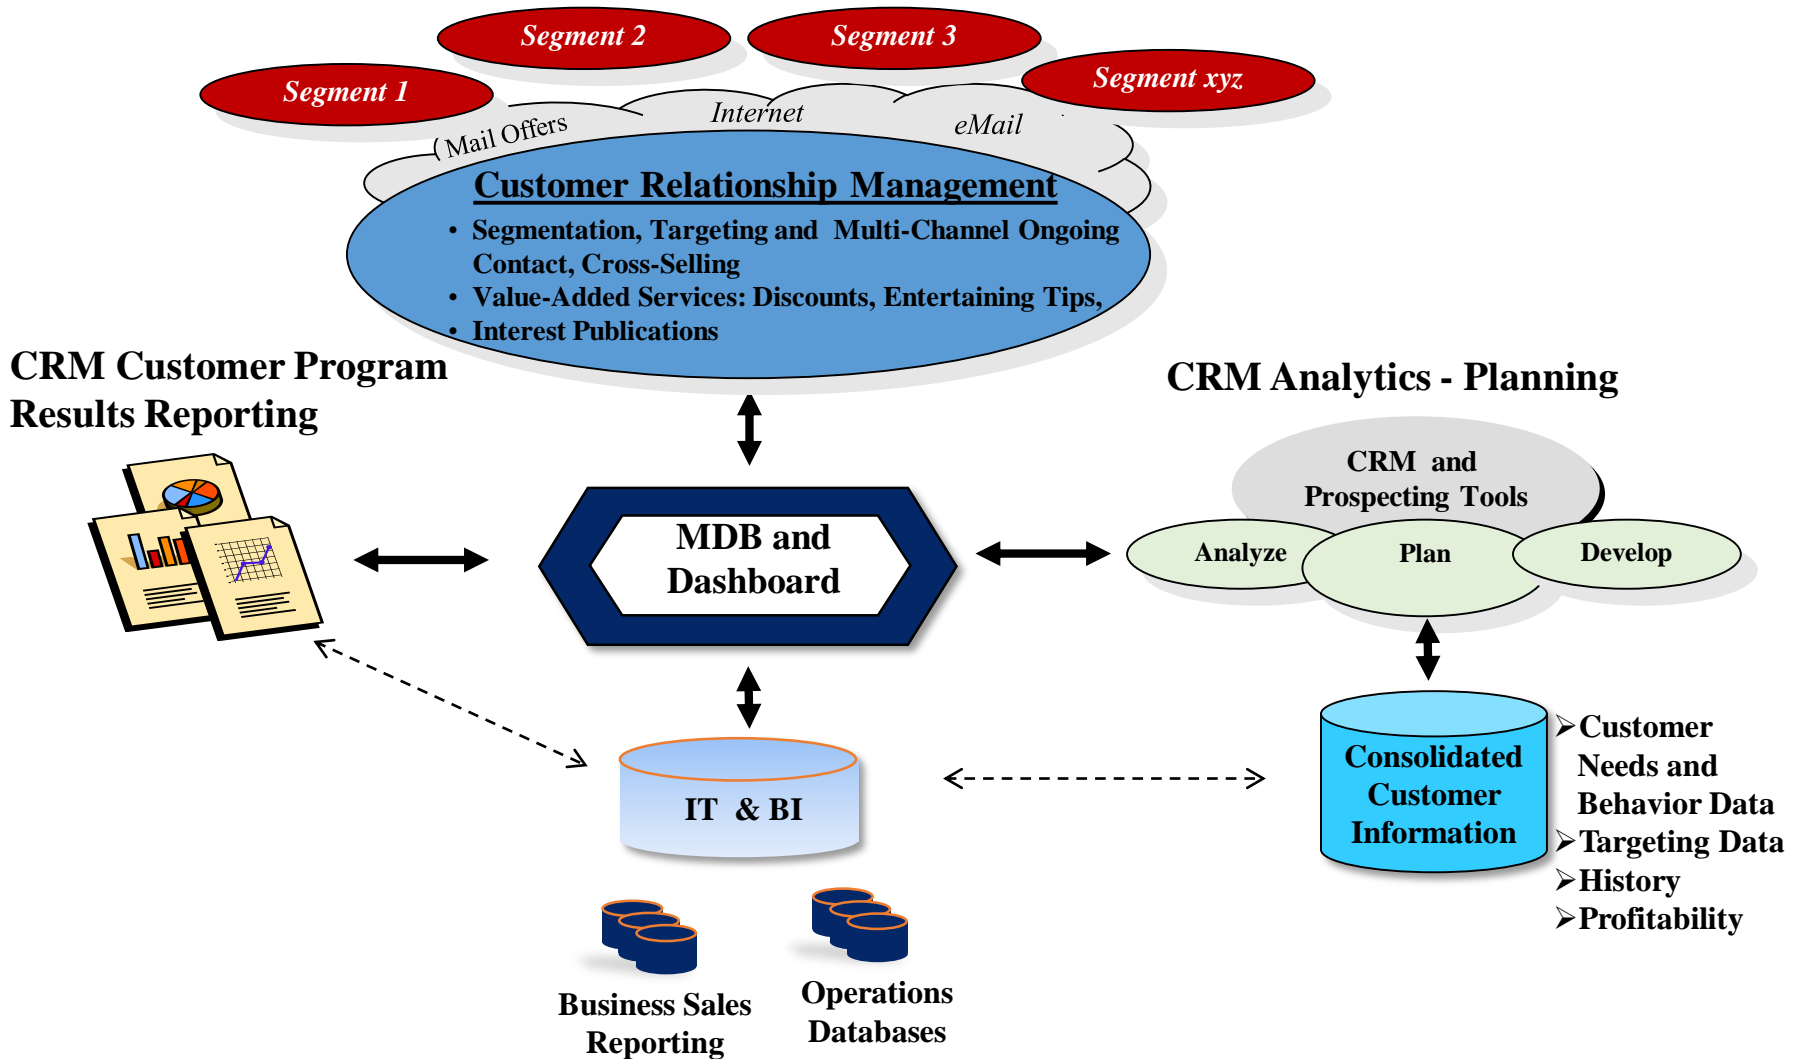 Segment 1
Segment 2
Segment 3
Segment xyz
( Mail Offers
Internet
eMail
Customer Relationship Management
• Segmentation, Targeting and Multi-Channel Ongoing
Contact, Cross-Selling
• Value-Added Services: Discounts, Entertaining Tips,
• Interest Publications
CRM Customer Program
Results Reporting
CRM Analytics - Planning
CRM and
Prospecting Tools
Analyze
Plan
Develop
MDB and
Dashboard
IT & BI
Consolidated
Customer
Information
➢Customer
Needs and
Behavior Data
➢Targeting Data
➢History
➢Profitability
Business Sales
Reporting
Operations
Databases